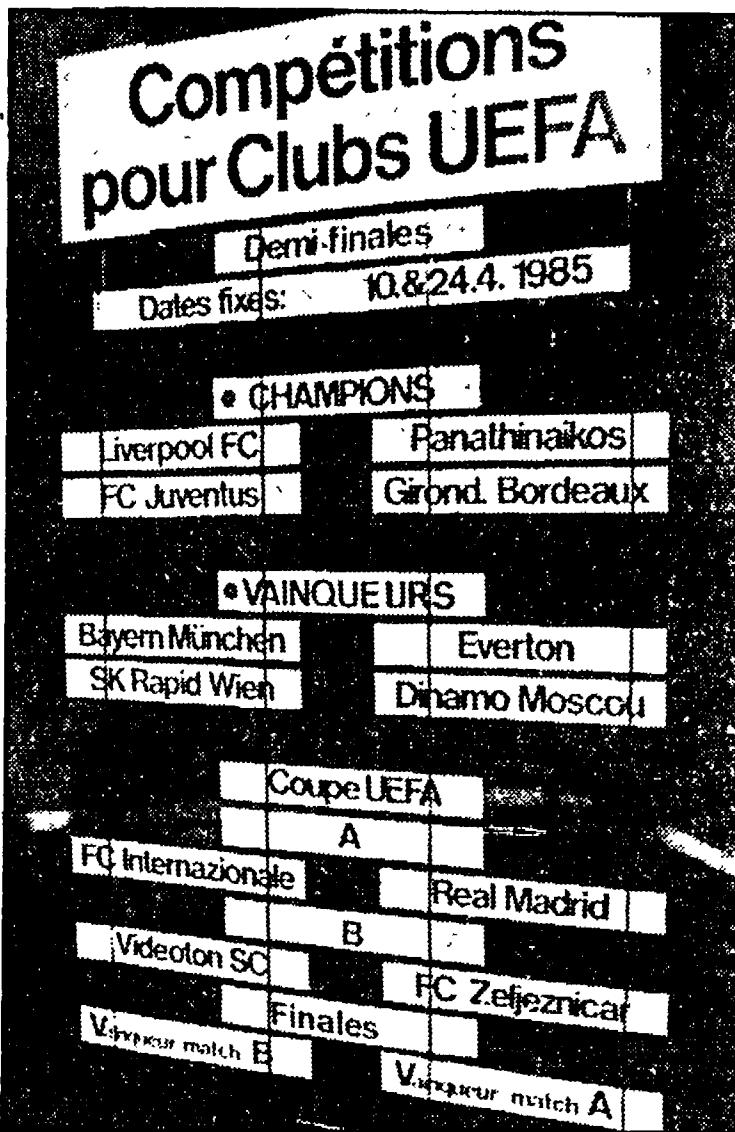 Compétitions
pour Clubs UEFA
Demi-finales
Dates fixes: 10.&24.4. 1985
• CHAMPIONS
Liverpool FC Panathinaikos
FC Juventus Girond. Bordeaux
• VAINQUEURS
Bayern München Everton
SK Rapid Wien Dinamo Moscou
Coupe UEFA
A
FC Internazionale Real Madrid
B
Videoton SC FC Zeljeznicar
Finales
Vainqueur match B Vainqueur match A